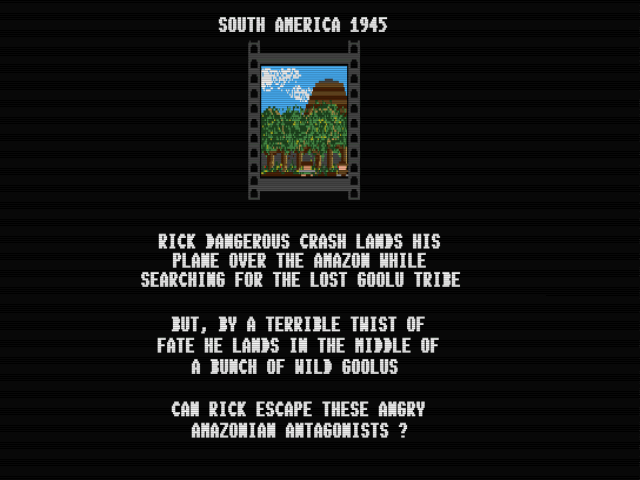 SOUTH AMERICA 1945
RICK DANGEROUS CRASH LANDS HIS
PLANE OVER THE AMAZON WHILE
SEARCHING FOR THE LOST GOOLU TRIBE
BUT, BY A TERRIBLE TWIST OF
FATE HE LANDS IN THE MIDDLE OF
A BUNCH OF WILD GOOLUS
CAN RICK ESCAPE THESE ANGRY
AMAZONIAN ANTAGONISTS ?